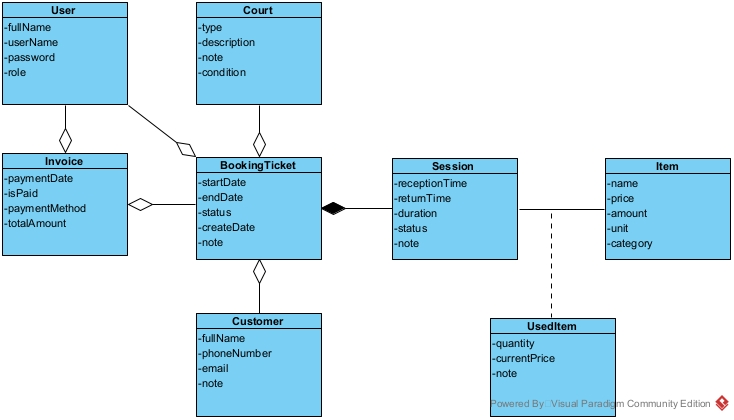 User
-fullName
-userName
-password
-role
Court
-type
-description
-note
-condition
Invoice
-paymentDate
-isPaid
-paymentMethod
-totalAmount
BookingTicket
-startDate
-endDate
-status
-createDate
-note
Session
-receptionTime
-returnTime
-duration
-status
-note
Item
-name
-price
-amount
-unit
-category
Customer
-fullName
-phoneNumber
-email
-note
UsedItem
-quantity
-currentPrice
-note
Powered By Visual Paradigm Community Edition